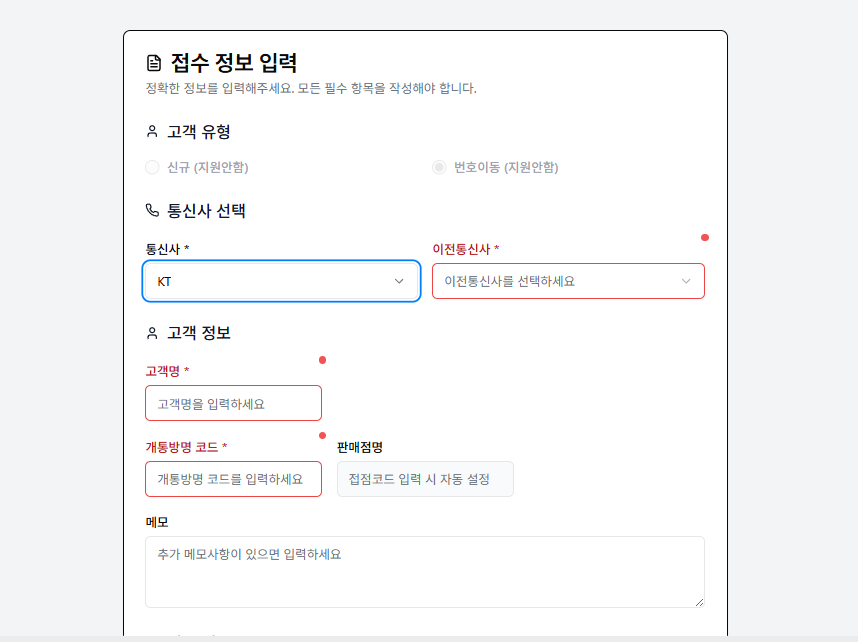 접수 정보 입력
정확한 정보를 입력해주세요. 모든 필수 항목을 작성해야 합니다.
고객 유형
신규 (지원안함) 번호이동 (지원안함)
통신사 선택
통신사 * 이전통신사 *
KT 이전통신사를 선택하세요
고객 정보
고객명 *
고객명을 입력하세요
개통방명 코드 * 판매점명
개통방명 코드를 입력하세요 접점코드 입력 시 자동 설정
메모
추가 메모사항이 있으면 입력하세요